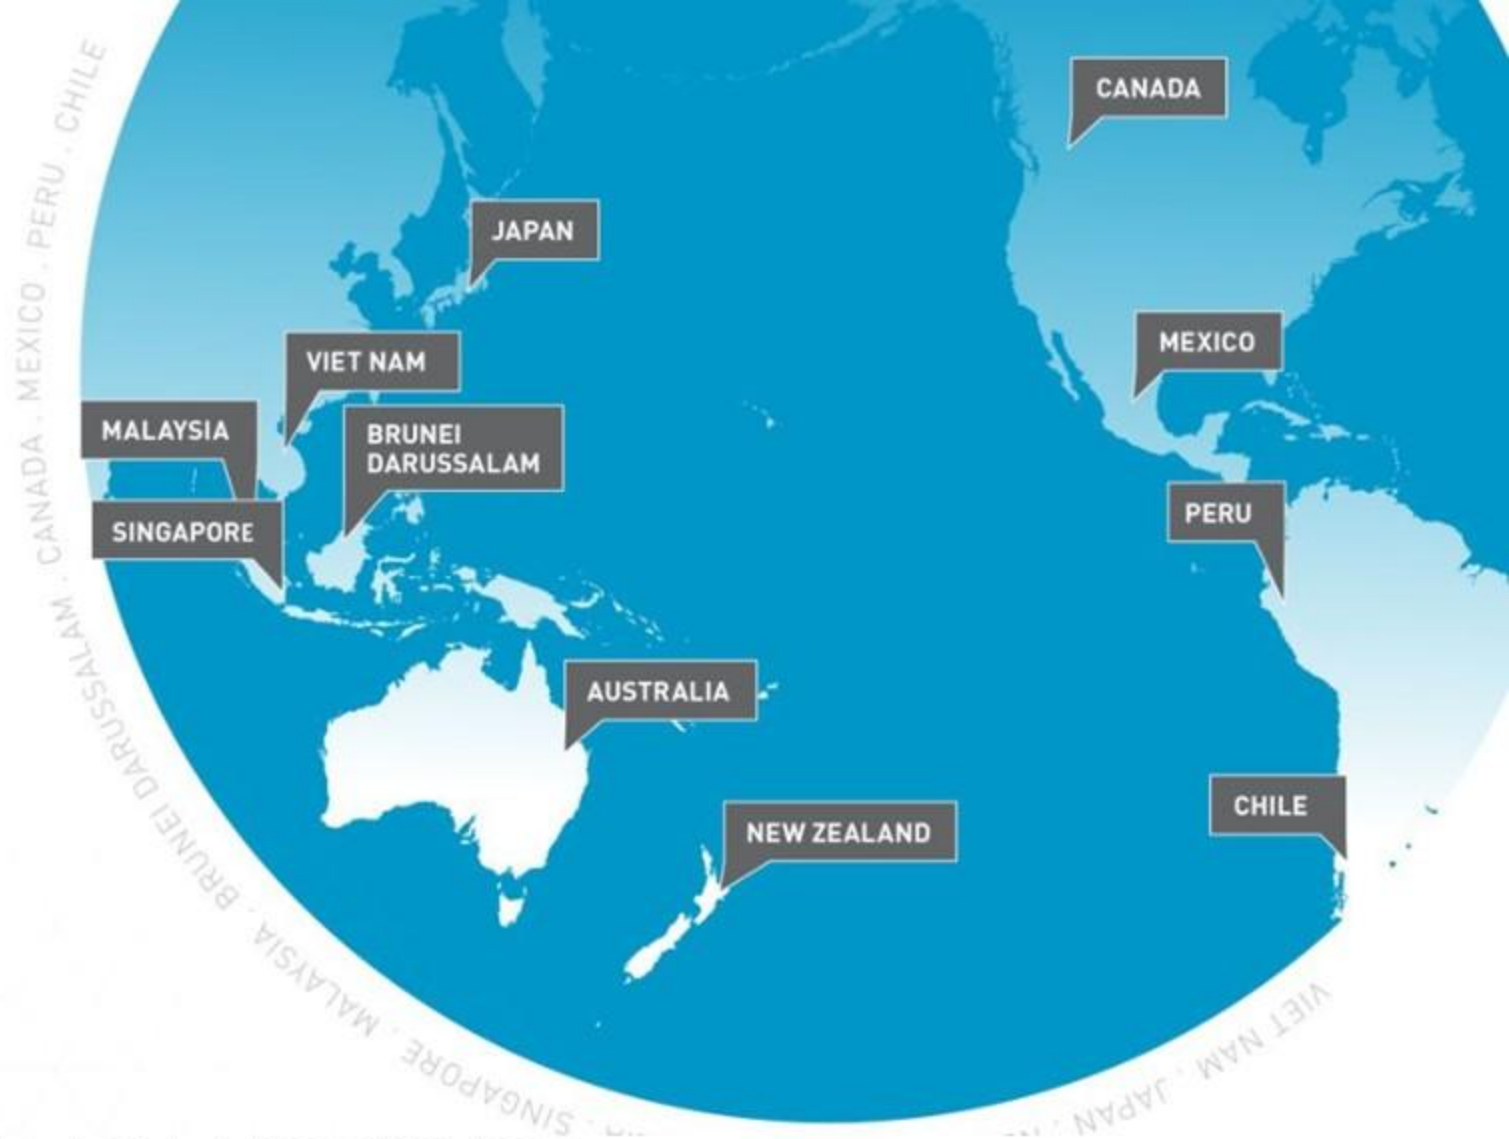 CANADA
JAPAN
MEXICO
VIET NAM
MALAYSIA
BRUNEI
DARUSSALAM
PERU
SINGAPORE
AUSTRALIA
CHILE
NEW ZEALAND
VIET NAM . JAPAN .
. SINGAPORE . MALAYSIA . BRUNEI DARUSSALAM . CANADA . MEXICO . PERU . CHILE